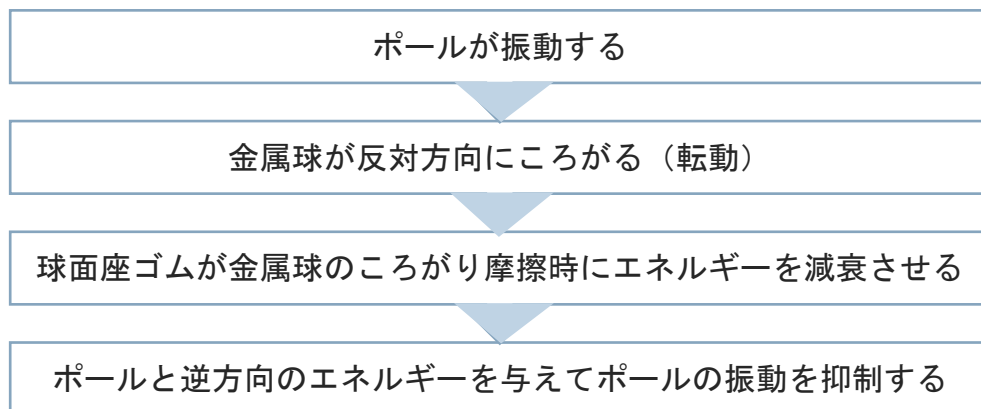 ポールが振動する
金属球が反対方向にころがる（転動）
球面座ゴムが金属球のころがり摩擦時にエネルギーを減衰させる
ポールと逆方向のエネルギーを与えてポールの振動を抑制する